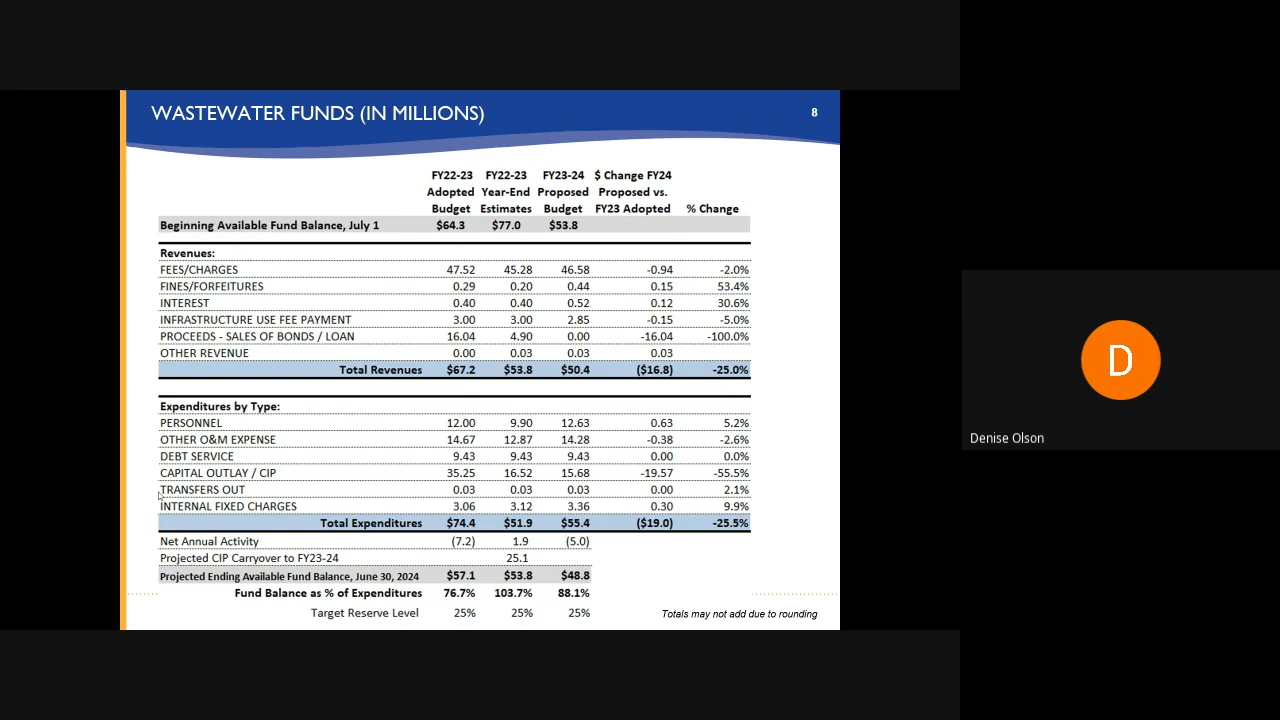 WASTEWATER FUNDS (IN MILLIONS) 8
FY22-23 FY22-23 FY23-24 $ Change FY24
Adopted Year-End Proposed Proposed vs.
Budget Estimates Budget FY23 Adopted % Change
Beginning Available Fund Balance, July 1 $64.3 $77.0 $53.8
Revenues:
FEES/CHARGES 47.52 45.28 46.58 -0.94 -2.0%
FINES/FORFEITURES 0.29 0.20 0.44 0.15 53.4%
INTEREST 0.40 0.40 0.52 0.12 30.6%
INFRASTRUCTURE USE FEE PAYMENT 3.00 3.00 2.85 -0.15 -5.0%
PROCEEDS - SALES OF BONDS / LOAN 16.04 4.90 0.00 -16.04 -100.0%
OTHER REVENUE 0.00 0.03 0.03 0.03
Total Revenues $67.2 $53.8 $50.4 ($16.8) -25.0%
Expenditures by Type:
PERSONNEL 12.00 9.90 12.63 0.63 5.2%
OTHER O&M EXPENSE 14.67 12.87 14.28 -0.38 -2.6%
DEBT SERVICE 9.43 9.43 9.43 0.00 0.0%
CAPITAL OUTLAY / CIP 35.25 16.52 15.68 -19.57 -55.5%
TRANSFERS OUT 0.03 0.03 0.03 0.00 2.1%
INTERNAL FIXED CHARGES 3.06 3.12 3.36 0.30 9.9%
Total Expenditures $74.4 $51.9 $55.4 ($19.0) -25.5%
Net Annual Activity (7.2) 1.9 (5.0)
Projected CIP Carryover to FY23-24 25.1
Projected Ending Available Fund Balance, June 30, 2024 $57.1 $53.8 $48.8
Fund Balance as % of Expenditures 76.7% 103.7% 88.1%
Target Reserve Level 25% 25% 25%
Totals may not add due to rounding
D
Denise Olson